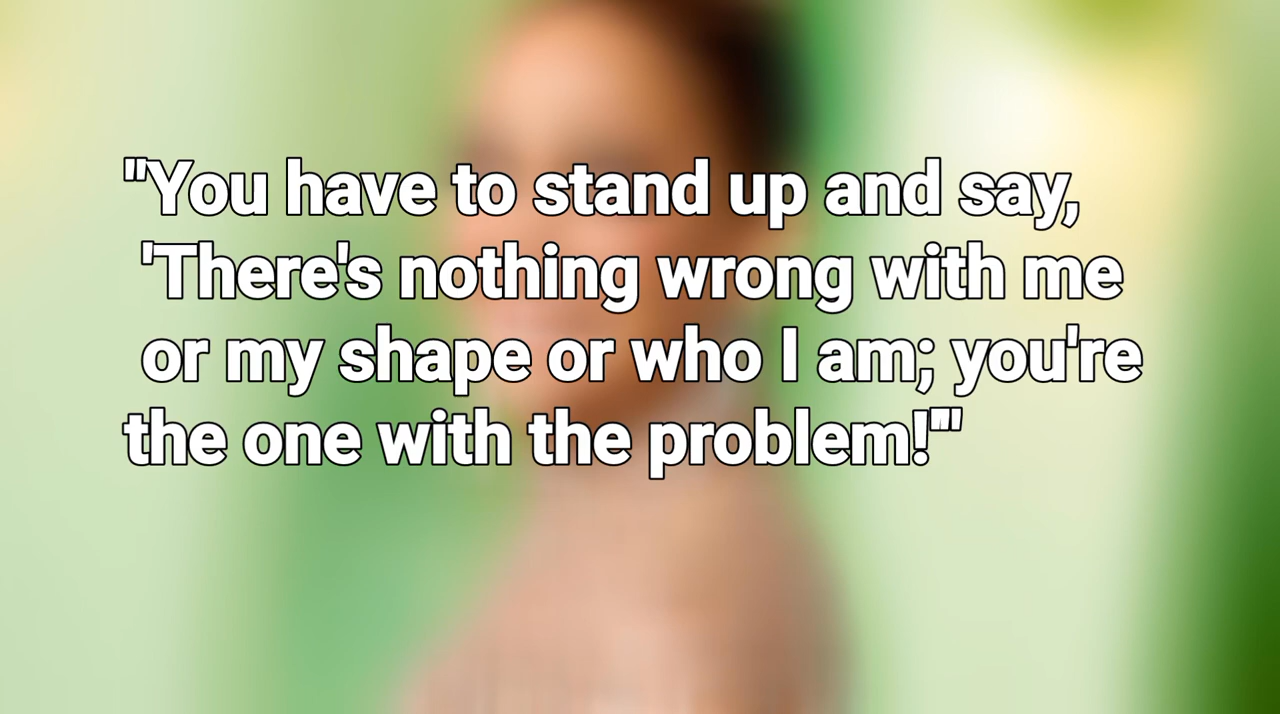 "You have to stand up and say,
'There's nothing wrong with me
or my shape or who I am; you're
the one with the problem!'"